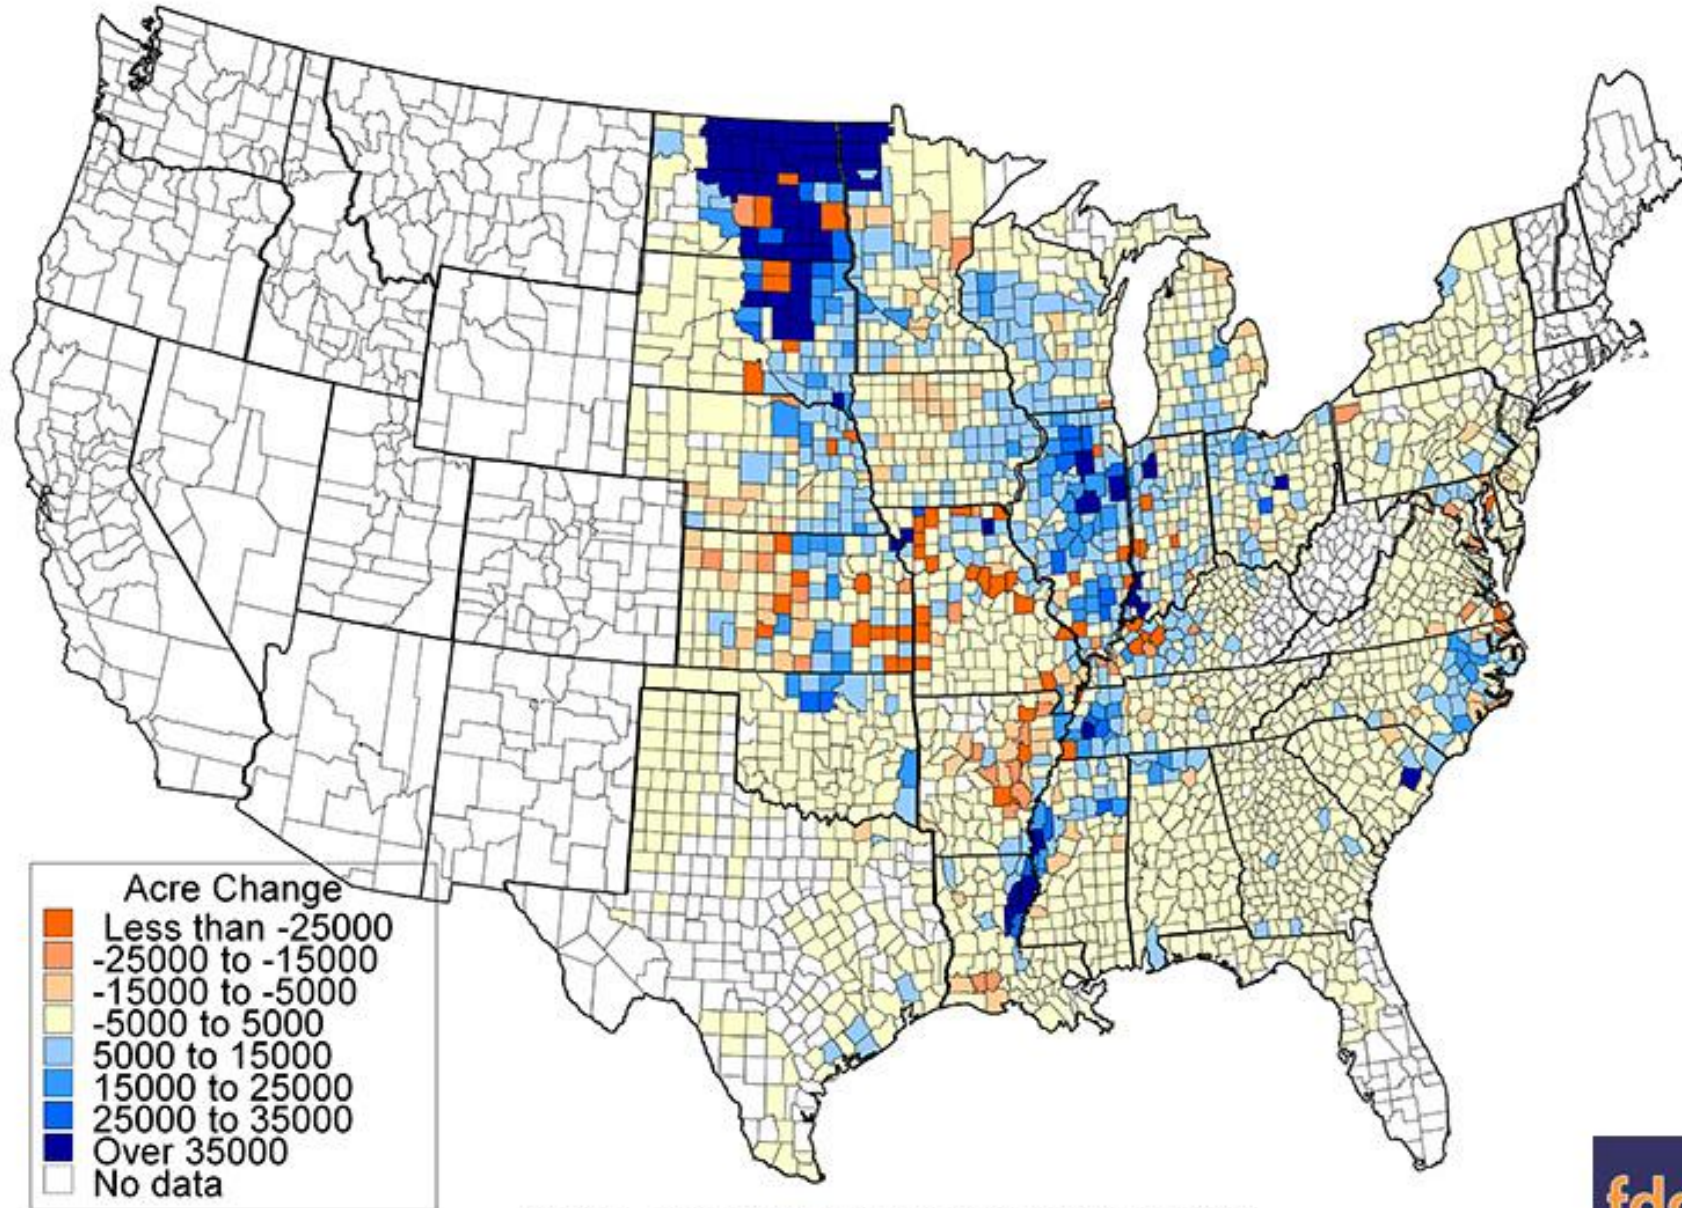 Acre Change
Less than -25000
-25000 to -15000
-15000 to -5000
-5000 to 5000
5000 to 15000
15000 to 25000
25000 to 35000
Over 35000
No data